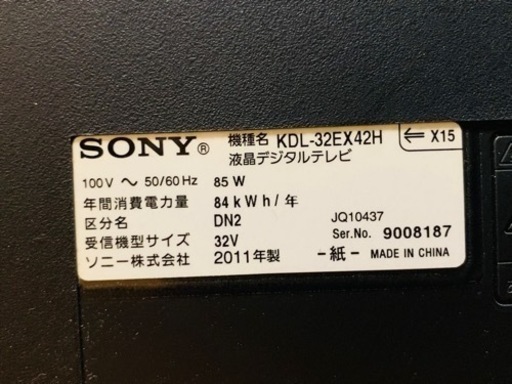 SONY® 機種名 KDL-32EX42H
液晶デジタルテレビ
⇐ X15
100V ～ 50/60Hz 85W
年間消費電力量 84kWh/年
区分名 DN2 JQ10437
受信機型サイズ 32V Ser.No. 9008187
ソニー株式会社 2011年製 -紙- MADE IN CHINA